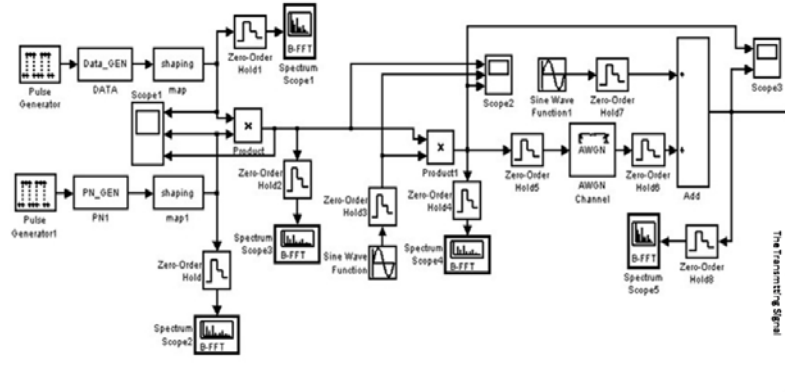 Pulse
Generator
Data_GEN
DATA
shaping
map
Zero-Order
Hold1
B-FFT
Spectrum
Scope1
Scope1
×
Product
Pulse
Generator1
PN_GEN
PN1
shaping
map1
Zero-Order
Hold
Spectrum
Scope2
B-FFT
Zero-Order
Hold2
Spectrum
Scope3
B-FFT
Zero-Order
Hold3
Sine Wave
Function
Scope2
×
Product1
Zero-Order
Hold4
Spectrum
Scope4
B-FFT
Sine Wave
Function1
Zero-Order
Hold7
Zero-Order
Hold5
AWGN
AWGN
Channel
Zero-Order
Hold6
+
+
Add
Scope3
B-FFT
Spectrum
Scope5
Zero-Order
Hold8
The Transmitting Signal